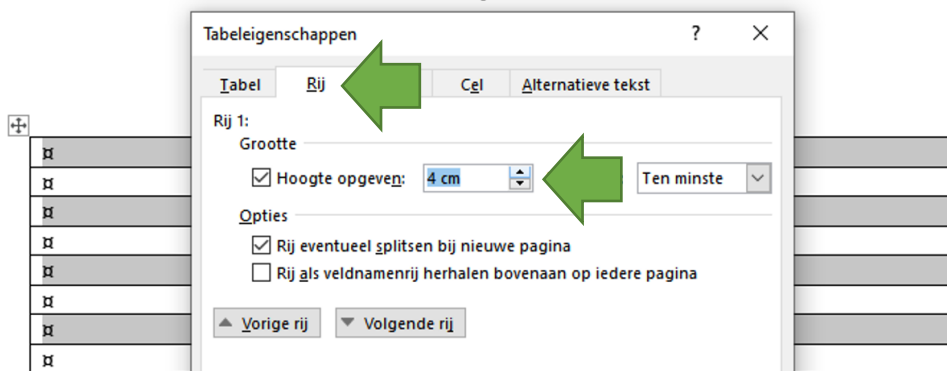 Tabeleigenschappen ? ×
Tabel Rij Cel Alternatieve tekst
Rij 1:
Grootte
Hoogte opgeven: 4 cm Ten minste
Opties
Rij eventueel splitsen bij nieuwe pagina
Rij als veldnamenrij herhalen bovenaan op iedere pagina
Vorige rij Volgende rij
¤
¤
¤
¤
¤
¤
¤
¤